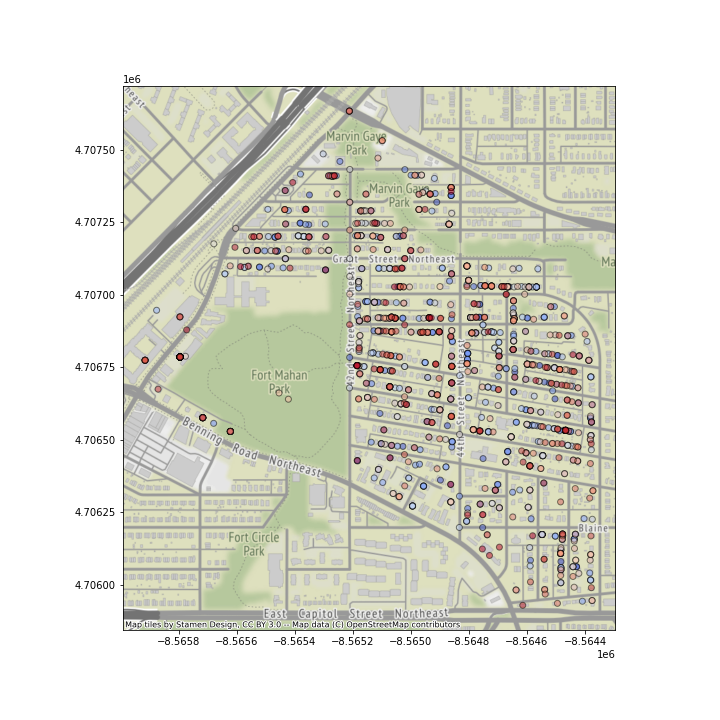 1e6
heast
4.70750
4.70725
4.70700
4.70675
4.70650
4.70625
4.70600
Marvin Gaye
Park
Marvin Gaye
Park
Grant Street Northeast
Ma
42nd Street Northeast
44th Street Northeast
Fort Mahan
Park
Benning Road Northeast
Fort Circle
Park
Blaine
East Capitol Street Northeast
Map tiles by Stamen Design, CC BY 3.0 -- Map data (C) OpenStreetMap contributors
−8.5658 −8.5656 −8.5654 −8.5652 −8.5650 −8.5648 −8.5646 −8.5644
1e6